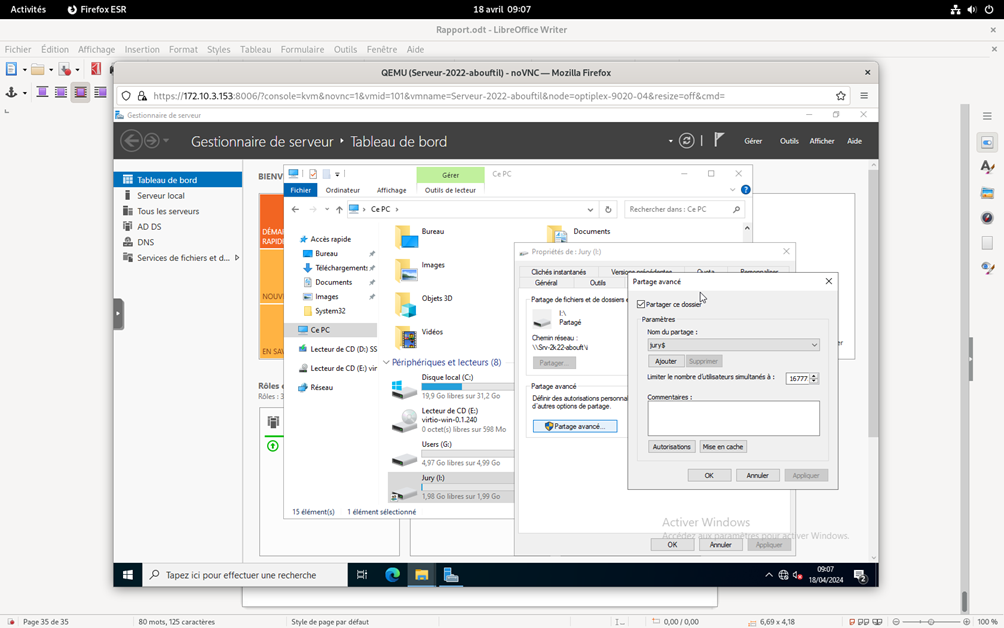 Activités
Firefox ESR
18 avril 09:07
Rapport.odt - LibreOffice Writer
Fichier Édition Affichage Insertion Format Styles Tableau Formulaire Outils Fenêtre Aide
QEMU (Serveur-2022-abouftil) - noVNC — Mozilla Firefox
https://172.10.3.153:8006/?console=kvm&novnc=1&vmid=101&vmname=Serveur-2022-abouftil&node=optiplex-9020-04&resize=off&cmd=
Gestionnaire de serveur
Gestionnaire de serveur ‣ Tableau de bord
Gérer Outils Afficher Aide
Tableau de bord
Serveur local
Tous les serveurs
AD DS
DNS
Services de fichiers et d...
BIENV
DÉMA
RAPID
NOUV
EN SA
Rôles
Rôles : 3
Gérer
Ce PC
Fichier Ordinateur Affichage Outils de lecteur
Ce PC
Rechercher dans : Ce PC
Accès rapide
Bureau
Téléchargements
Documents
Images
System32
Ce PC
Lecteur de CD (D:) SS
Lecteur de CD (E:) vir
Réseau
Bureau
Documents
Images
Objets 3D
Vidéos
Périphériques et lecteurs (8)
Disque local (C:)
19,9 Go libres sur 31,2 Go
Lecteur de CD (E:)
virtio-win-0.1.240
0 octet(s) libres sur 598 Mo
Users (G:)
4,97 Go libres sur 4,99 Go
Jury (I:)
1,98 Go libres sur 1,99 Go
15 élément(s) 1 élément sélectionné
Propriétés de : Jury (I:)
Clichés instantanés Versions précédentes Quota Personnaliser
Général Outils
Partage de fichiers et de dossiers e
I:\
Partagé
Chemin réseau :
\\Srv-2k22-abouft\i
Partager...
Partage avancé
Définir des autorisations personnal
d'autres options de partage.
Partage avancé...
OK Annuler Appliquer
Partage avancé
Partager ce dossier
Paramètres
Nom du partage :
jury$
Ajouter Supprimer
Limiter le nombre d'utilisateurs simultanés à : 16777
Commentaires :
Autorisations Mise en cache
OK Annuler Appliquer
Activer Windows
Accédez aux paramètres pour activer Windows.
Tapez ici pour effectuer une recherche
09:07
18/04/2024
2
Page 35 de 35
80 mots, 125 caractères
Style de page par défaut
0,00 / 0,00
6,69 x 4,18
100 %